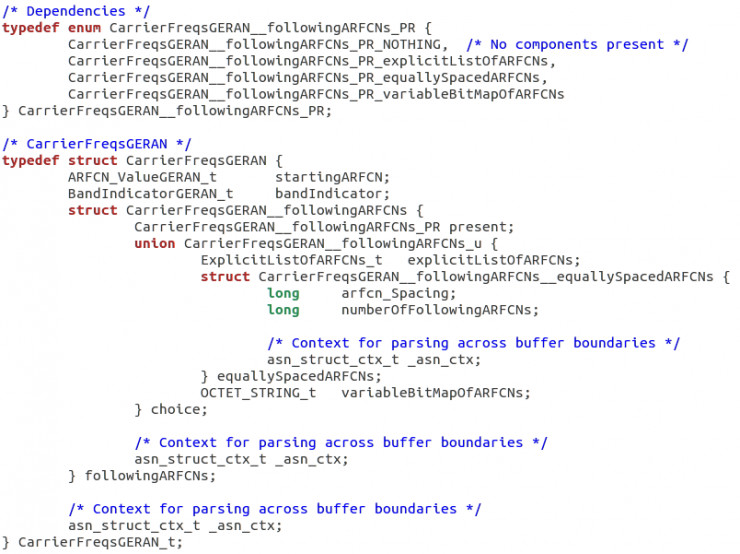 /* Dependencies */
typedef enum CarrierFreqsGERAN__followingARFCNs_PR {
        CarrierFreqsGERAN__followingARFCNs_PR_NOTHING,  /* No components present */
        CarrierFreqsGERAN__followingARFCNs_PR_explicitListOfARFCNs,
        CarrierFreqsGERAN__followingARFCNs_PR_equallySpacedARFCNs,
        CarrierFreqsGERAN__followingARFCNs_PR_variableBitMapOfARFCNs
} CarrierFreqsGERAN__followingARFCNs_PR;

/* CarrierFreqsGERAN */
typedef struct CarrierFreqsGERAN {
        ARFCN_ValueGERAN_t       startingARFCN;
        BandIndicatorGERAN_t     bandIndicator;
        struct CarrierFreqsGERAN__followingARFCNs {
                CarrierFreqsGERAN__followingARFCNs_PR present;
                union CarrierFreqsGERAN__followingARFCNs_u {
                        ExplicitListOfARFCNs_t   explicitListOfARFCNs;
                        struct CarrierFreqsGERAN__followingARFCNs__equallySpacedARFCNs {
                                long     arfcn_Spacing;
                                long     numberOfFollowingARFCNs;

                                /* Context for parsing across buffer boundaries */
                                asn_struct_ctx_t _asn_ctx;
                        } equallySpacedARFCNs;
                        OCTET_STRING_t   variableBitMapOfARFCNs;
                } choice;

                /* Context for parsing across buffer boundaries */
                asn_struct_ctx_t _asn_ctx;
        } followingARFCNs;

        /* Context for parsing across buffer boundaries */
        asn_struct_ctx_t _asn_ctx;
} CarrierFreqsGERAN_t;